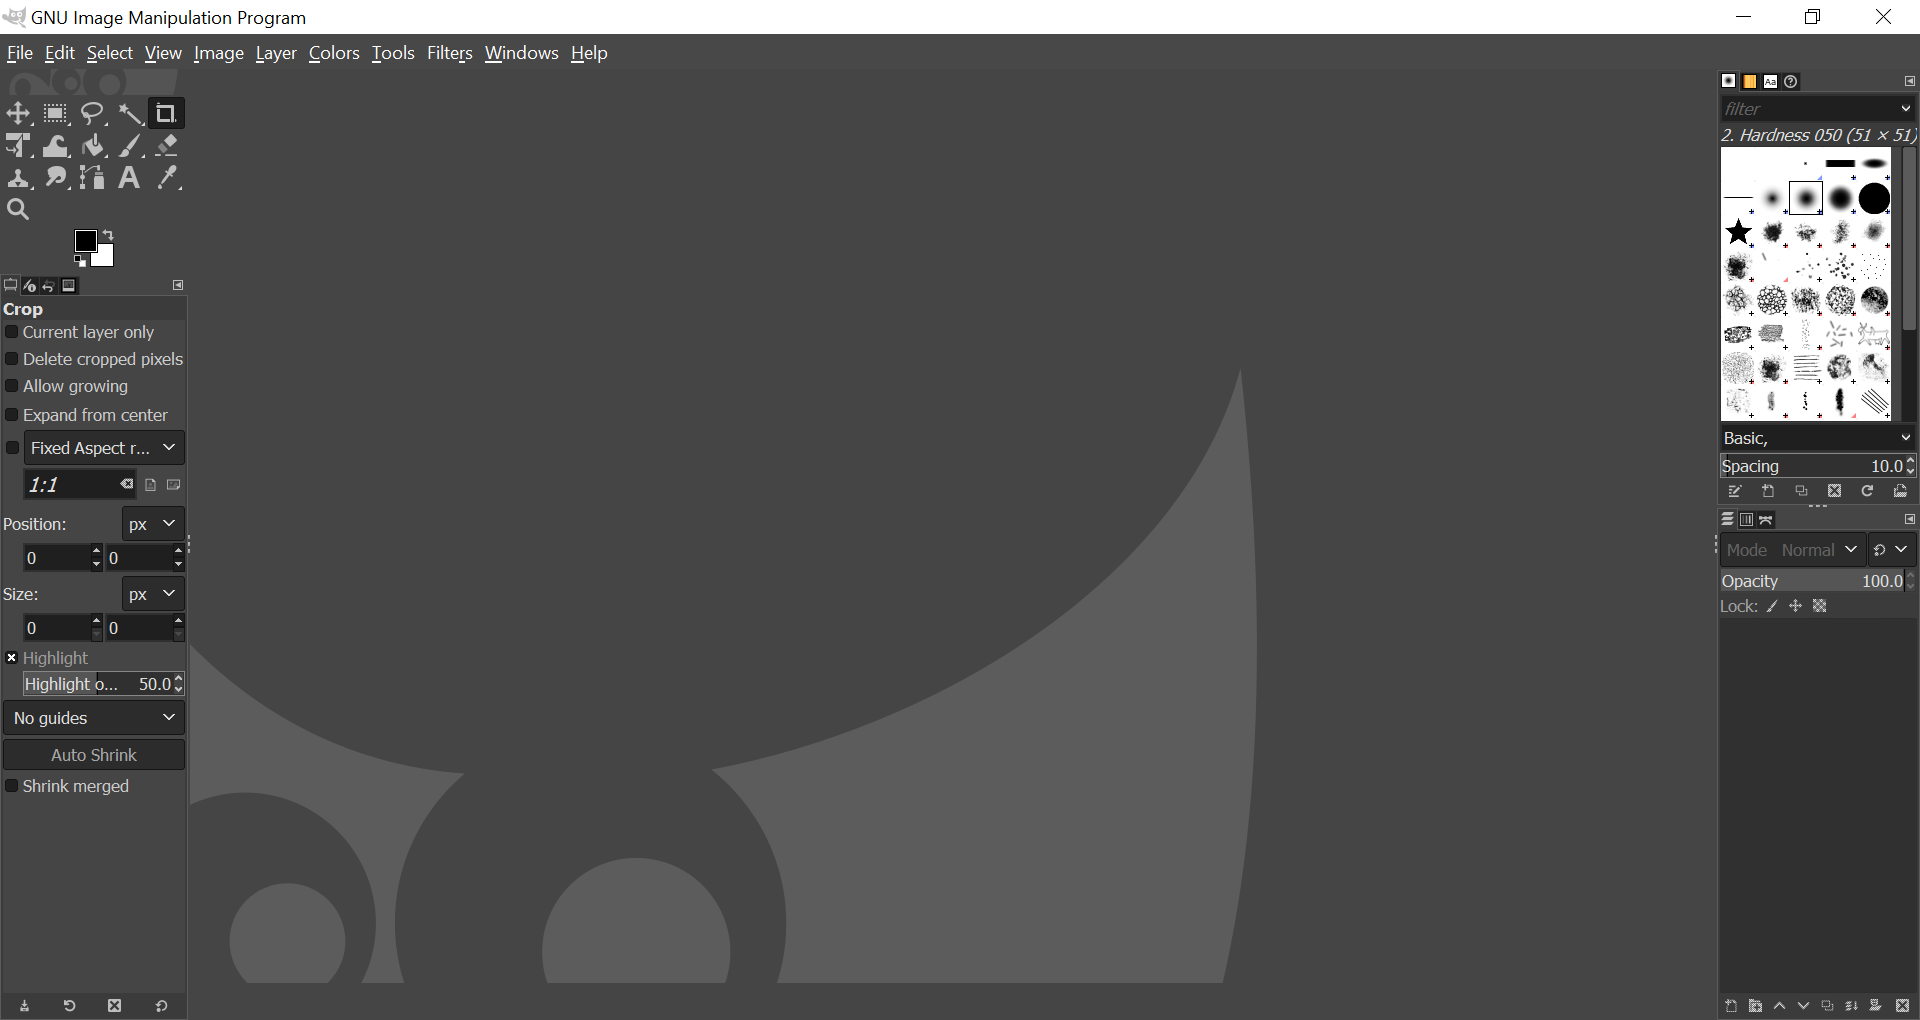 GNU Image Manipulation Program
File Edit Select View Image Layer Colors Tools Filters Windows Help
Crop
Current layer only
Delete cropped pixels
Allow growing
Expand from center
Fixed Aspect r...
1:1
Position: px
0 0
Size: px
0 0
Highlight
Highlight o... 50.0
No guides
Auto Shrink
Shrink merged
Aa
filter
2. Hardness 050 (51 × 51)
Basic,
Spacing 10.0
Mode Normal
Opacity 100.0
Lock: